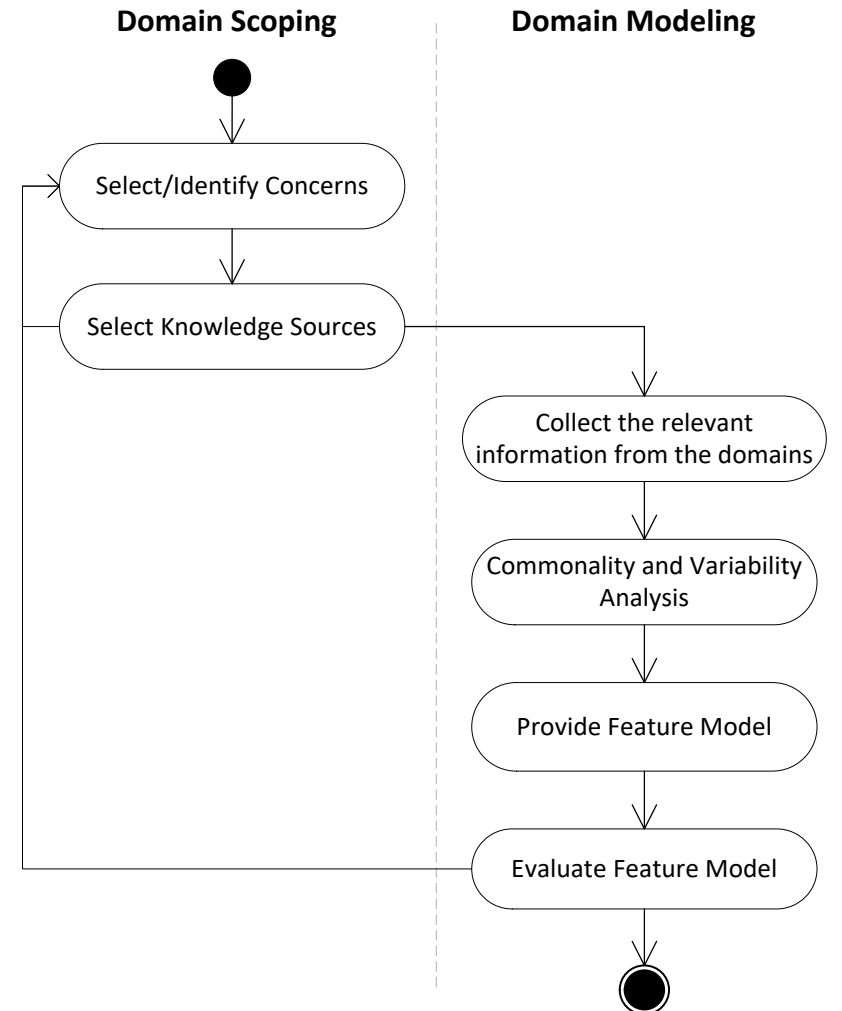 Domain Scoping
Domain Modeling
Select/Identify Concerns
Select Knowledge Sources
Collect the relevant
information from the domains
Commonality and Variability
Analysis
Provide Feature Model
Evaluate Feature Model